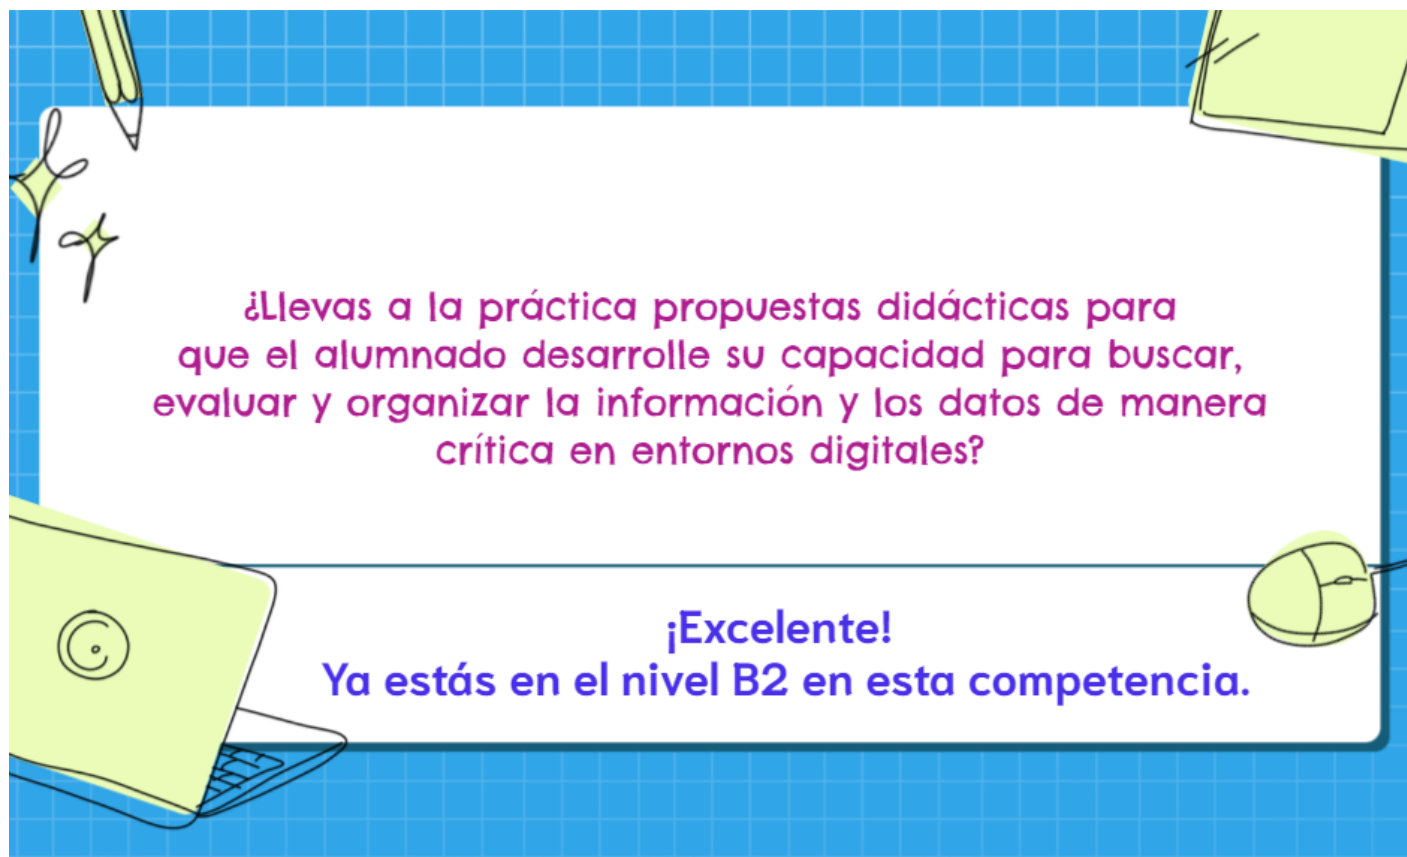 ¿Llevas a la práctica propuestas didácticas para
que el alumnado desarrolle su capacidad para buscar,
evaluar y organizar la información y los datos de manera
crítica en entornos digitales?
¡Excelente!
Ya estás en el nivel B2 en esta competencia.